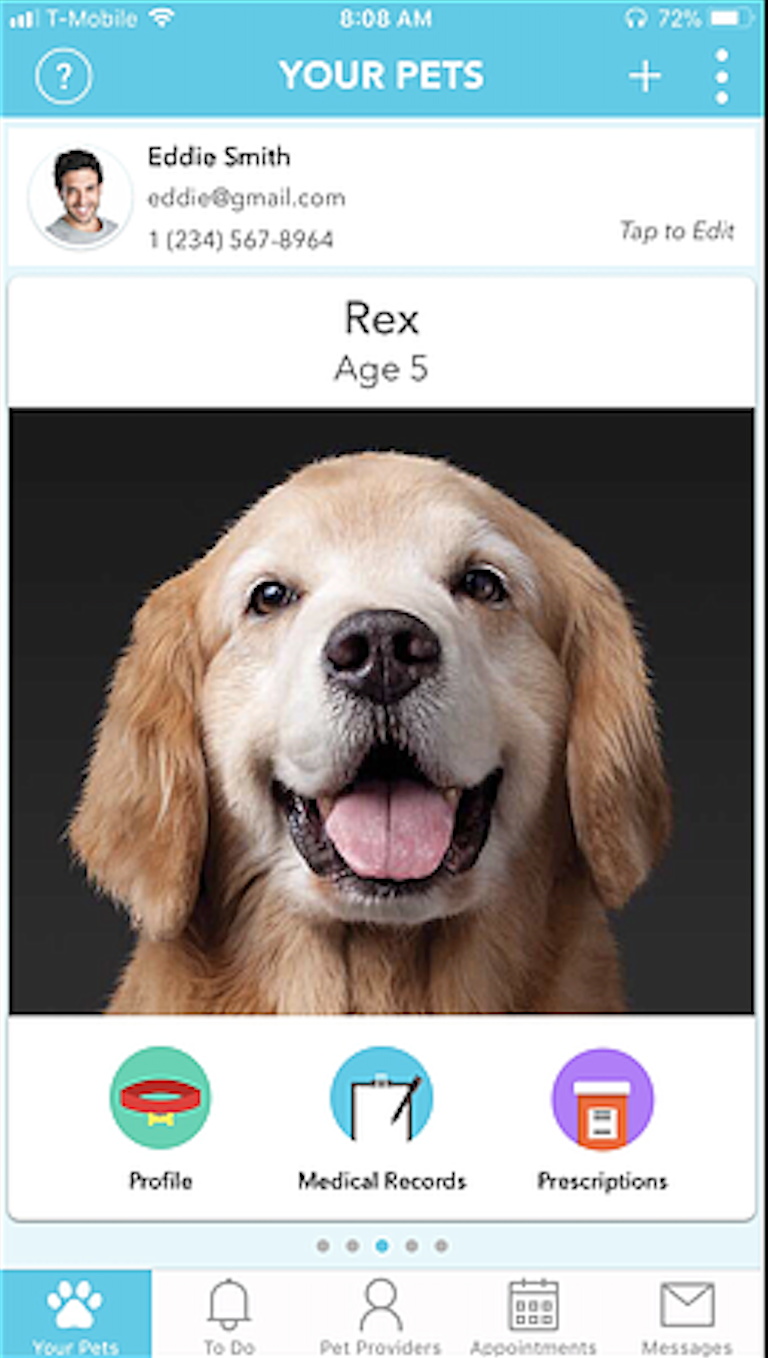 T-Mobile 8:08 AM 72%
? YOUR PETS +
Eddie Smith
eddie@gmail.com
1 (234) 567-8964
Tap to Edit
Rex
Age 5
Profile Medical Records Prescriptions
Your Pets To Do Pet Providers Appointments Messages